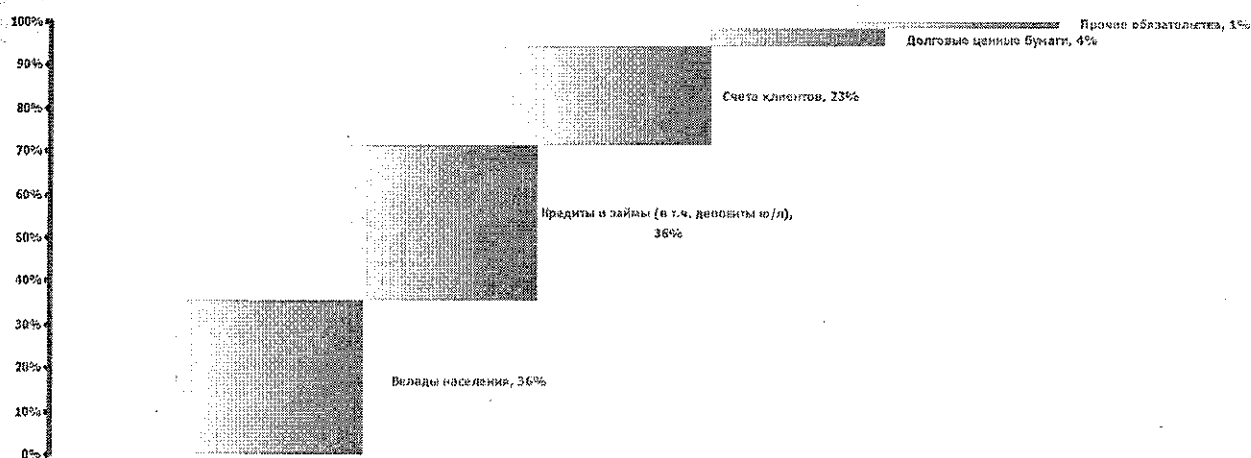 100%
90%
80%
70%
60%
50%
40%
30%
20%
10%
0%
Прочие обязательства, 1%
Долговые ценные бумаги, 4%
Счета клиентов, 23%
Кредиты и займы (в т.ч. депозиты ю/л),
36%
Вклады населения, 36%